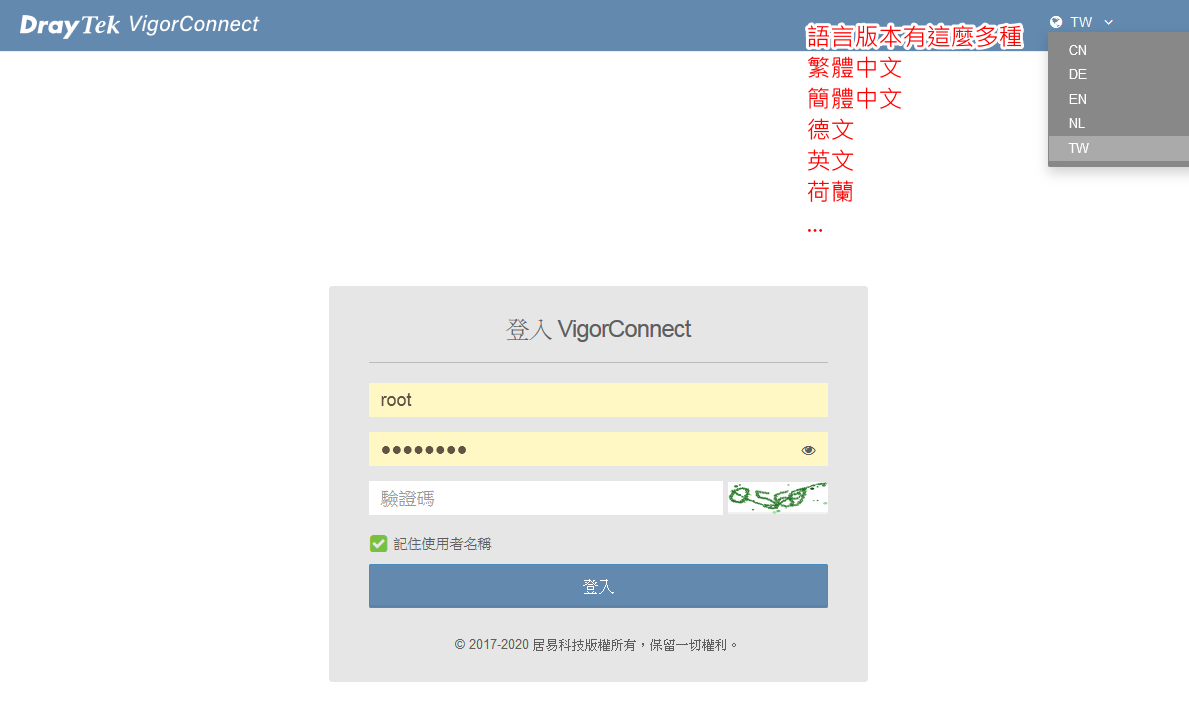 DrayTek VigorConnect
TW
語言版本有這麼多種
繁體中文
簡體中文
德文
英文
荷蘭
...
CN
DE
EN
NL
TW
登入 VigorConnect
root
●●●●●●●●
驗證碼
記住使用者名稱
登入
© 2017-2020 居易科技版權所有，保留一切權利。